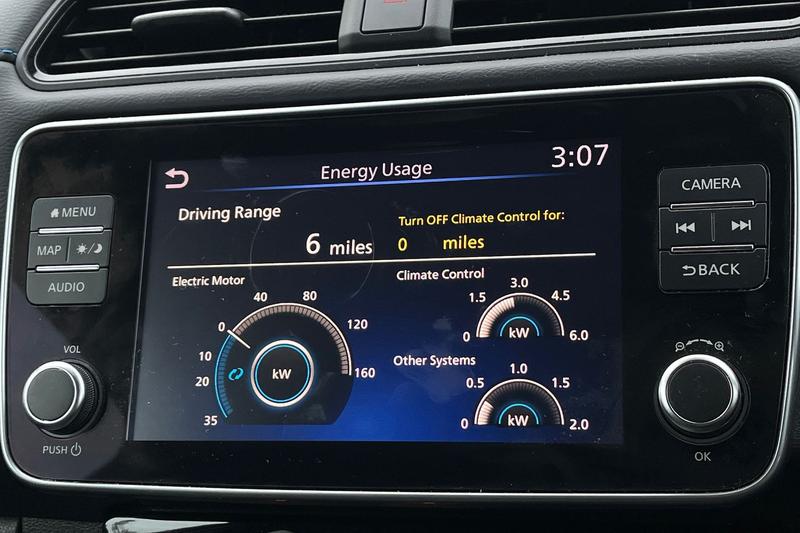 Energy Usage
3:07
Driving Range
6 miles
Turn OFF Climate Control for:
0 miles
Electric Motor
0
40
80
120
160
10
20
35
kW
Climate Control
0
1.5
3.0
4.5
6.0
kW
Other Systems
0
0.5
1.0
1.5
2.0
kW
MENU
MAP
AUDIO
VOL
PUSH
CAMERA
BACK
OK